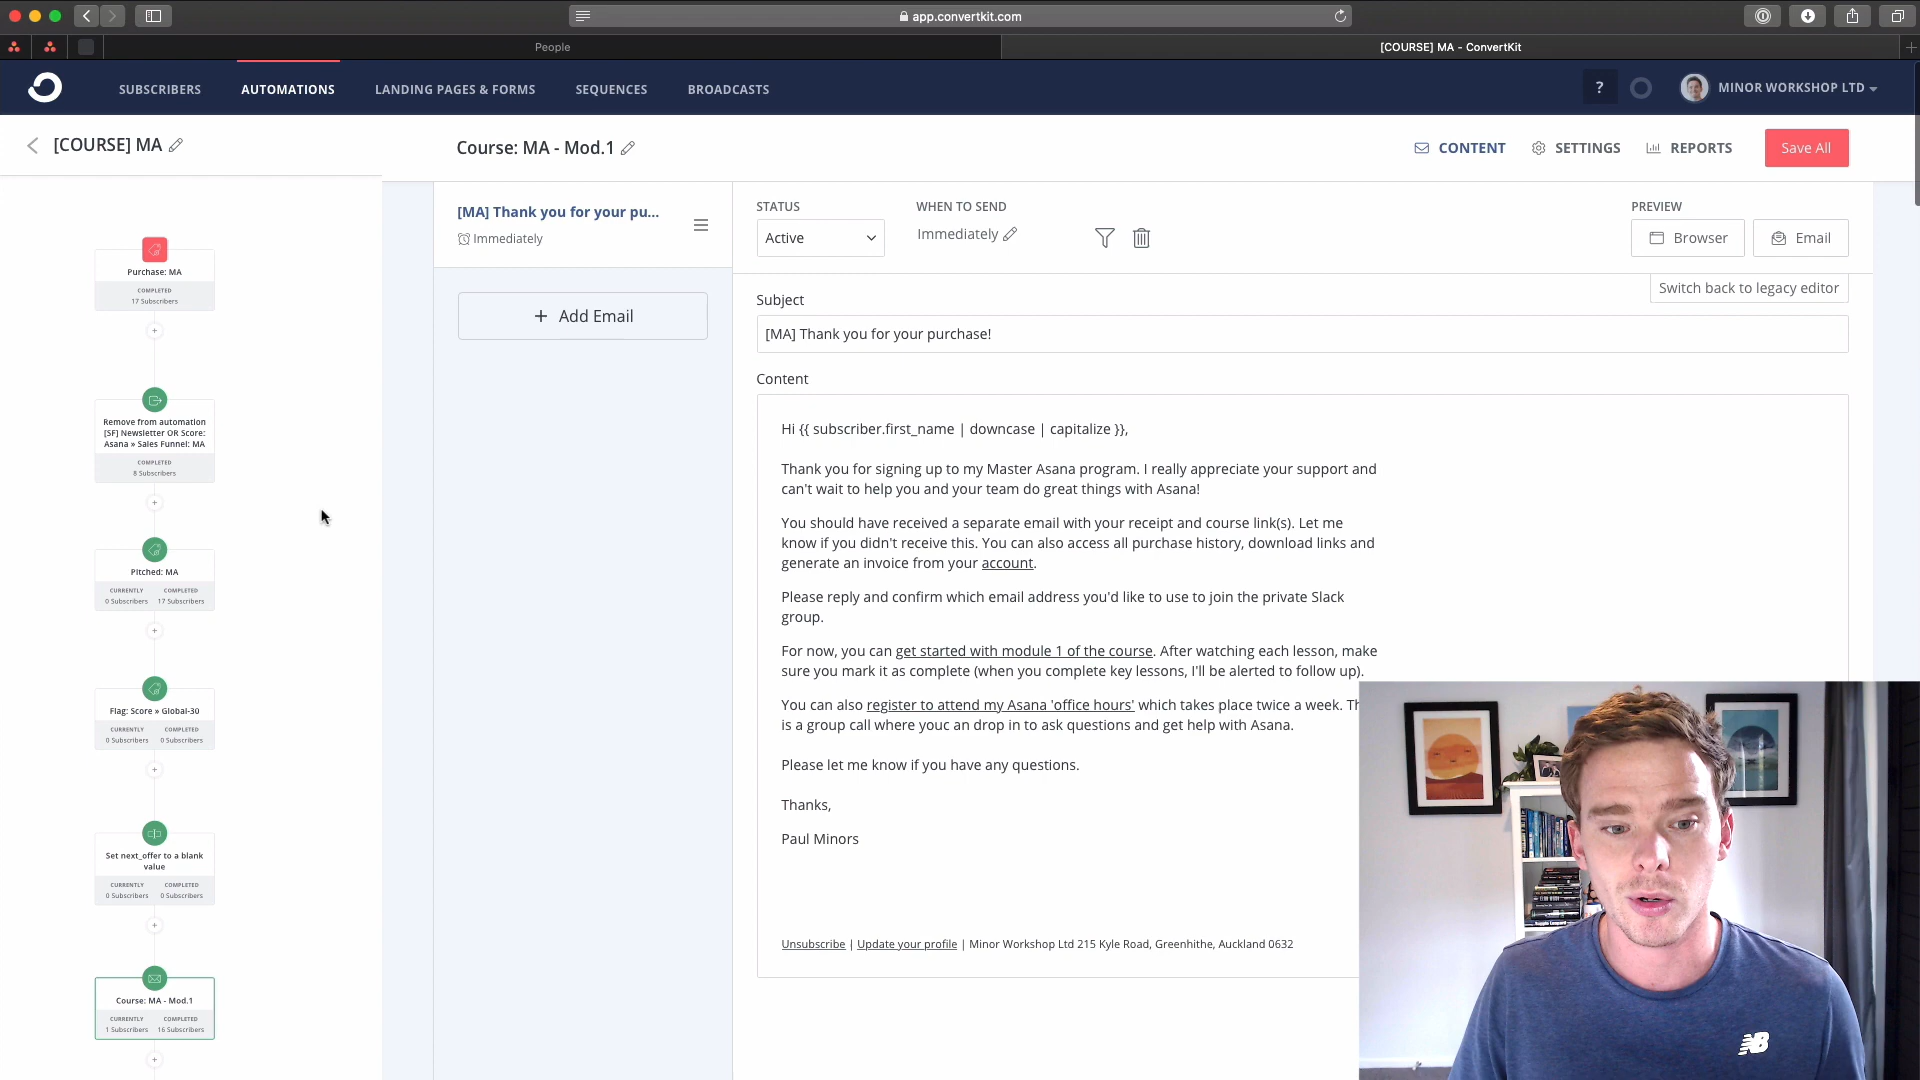 app.convertkit.com
People
[COURSE] MA - ConvertKit
SUBSCRIBERS
AUTOMATIONS
LANDING PAGES & FORMS
SEQUENCES
BROADCASTS
?
MINOR WORKSHOP LTD
[COURSE] MA
Course: MA - Mod.1
CONTENT
SETTINGS
REPORTS
Save All
Purchase: MA
COMPLETED
17 Subscribers
+
Remove from automation
[SF] Newsletter OR Score:
Asana » Sales Funnel: MA
COMPLETED
8 Subscribers
+
Pitched: MA
CURRENTLY COMPLETED
0 Subscribers 17 Subscribers
+
Flag: Score » Global-30
CURRENTLY COMPLETED
0 Subscribers 0 Subscribers
+
Set next_offer to a blank
value
CURRENTLY COMPLETED
0 Subscribers 0 Subscribers
+
Course: MA - Mod.1
CURRENTLY COMPLETED
1 Subscribers 16 Subscribers
+
[MA] Thank you for your pu...
Immediately
+ Add Email
STATUS
Active
WHEN TO SEND
Immediately
PREVIEW
Browser
Email
Switch back to legacy editor
Subject
[MA] Thank you for your purchase!
Content
Hi {{ subscriber.first_name | downcase | capitalize }},
Thank you for signing up to my Master Asana program. I really appreciate your support and
can't wait to help you and your team do great things with Asana!
You should have received a separate email with your receipt and course link(s). Let me
know if you didn't receive this. You can also access all purchase history, download links and
generate an invoice from your account.
Please reply and confirm which email address you'd like to use to join the private Slack
group.
For now, you can get started with module 1 of the course. After watching each lesson, make
sure you mark it as complete (when you complete key lessons, I'll be alerted to follow up).
You can also register to attend my Asana 'office hours' which takes place twice a week. Th
is a group call where youc an drop in to ask questions and get help with Asana.
Please let me know if you have any questions.
Thanks,
Paul Minors
Unsubscribe | Update your profile | Minor Workshop Ltd 215 Kyle Road, Greenhithe, Auckland 0632